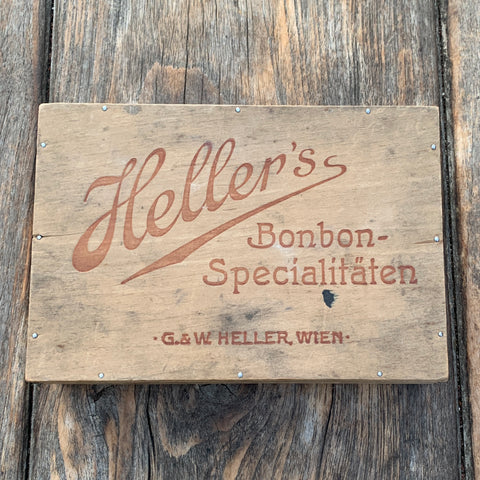 Heller's
Bonbon-
Specialitäten
· G. & W. HELLER, WIEN ·